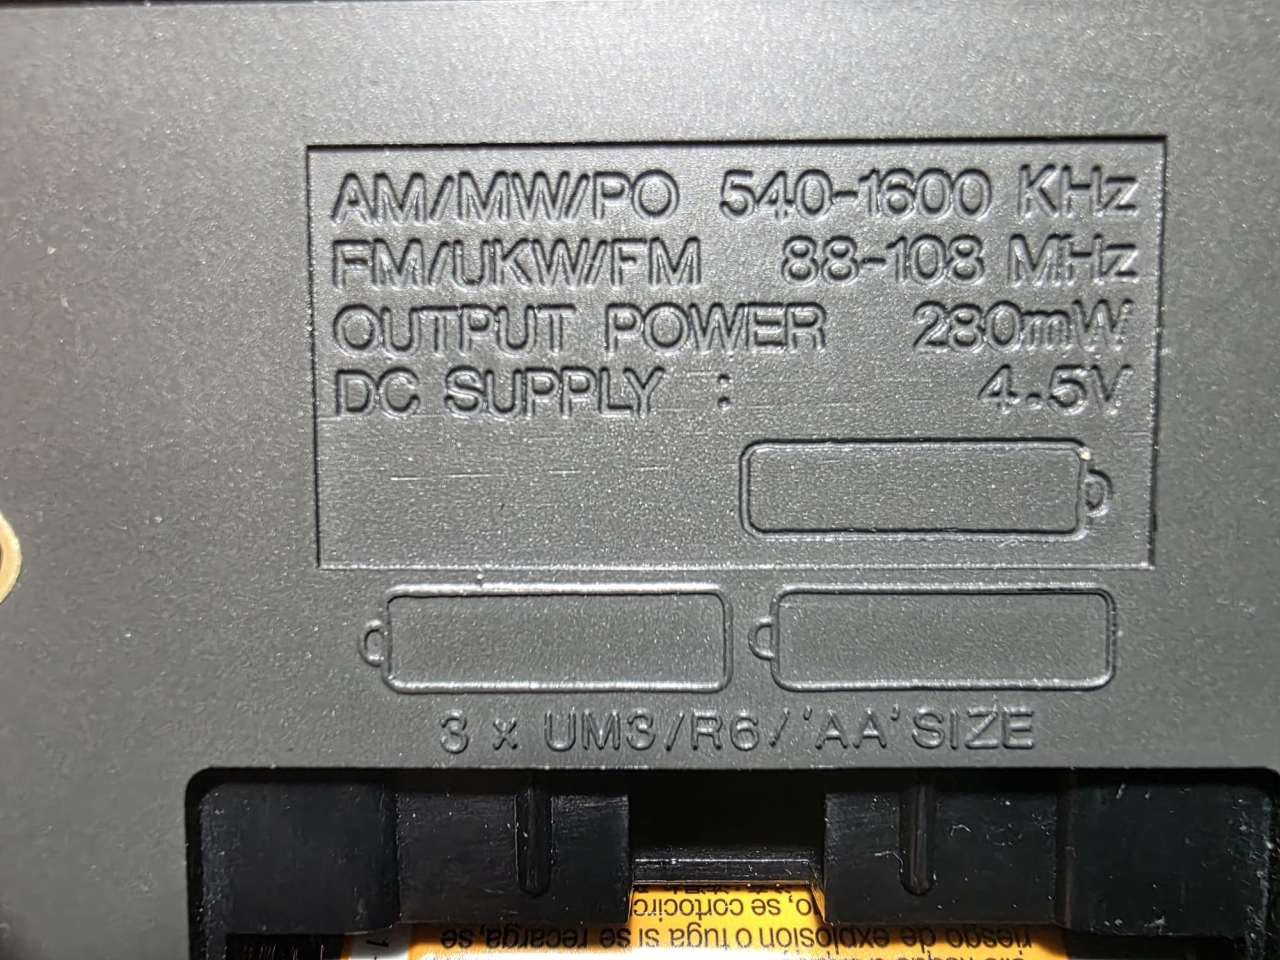 AM/MW/PO 540-1600 KHz
FM/UKW/FM 88-108 MHz
OUTPUT POWER 280mW
DC SUPPLY : 4.5V
3 x UM3/R6/'AA'SIZE
riesgo de explosión o fuga si se recarga, se
o, se cortocirc